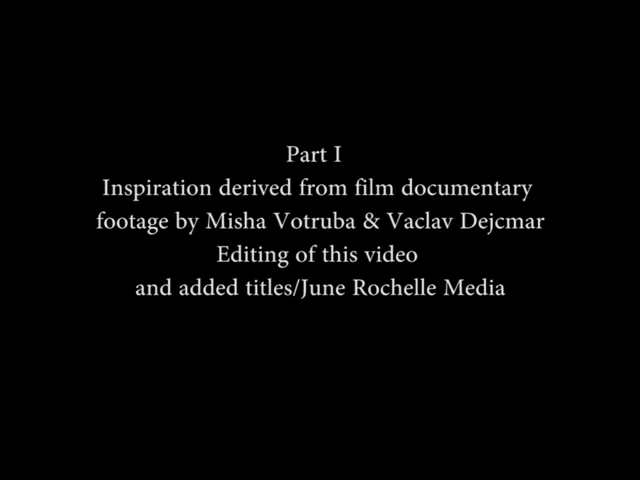 Part I
Inspiration derived from film documentary
footage by Misha Votruba & Vaclav Dejcmar
Editing of this video
and added titles/June Rochelle Media